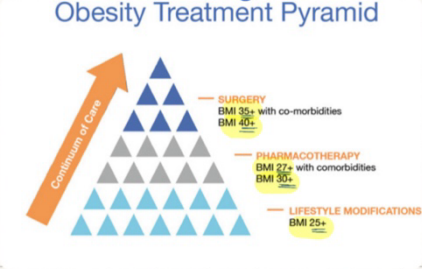 Obesity Treatment Pyramid
Continuum of Care
SURGERY
BMI 35+ with co-morbidities
BMI 40+
PHARMACOTHERAPY
BMI 27+ with comorbidities
BMI 30+
LIFESTYLE MODIFICATIONS
BMI 25+